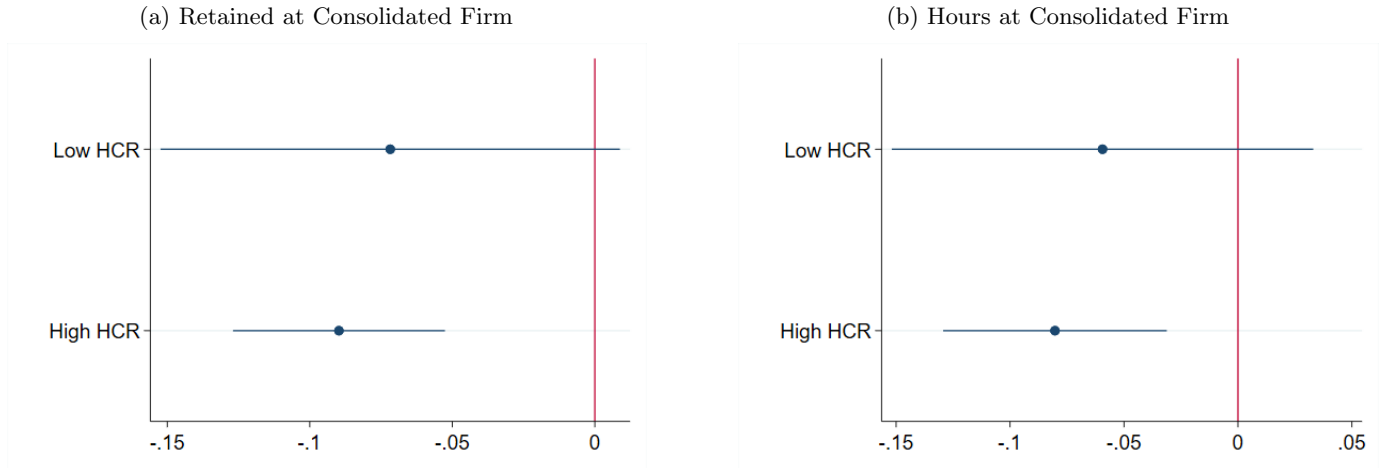 (a) Retained at Consolidated Firm
Low HCR
High HCR
-.15 -.1 -.05 0
(b) Hours at Consolidated Firm
Low HCR
High HCR
-.15 -.1 -.05 0 .05